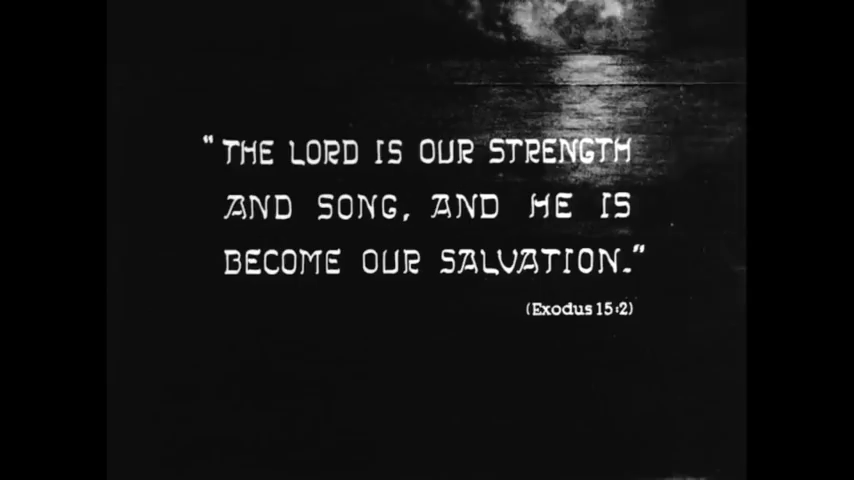 "THE LORD IS OUR STRENGTH
AND SONG, AND HE IS
BECOME OUR SALVATION."
(Exodus 15:2)